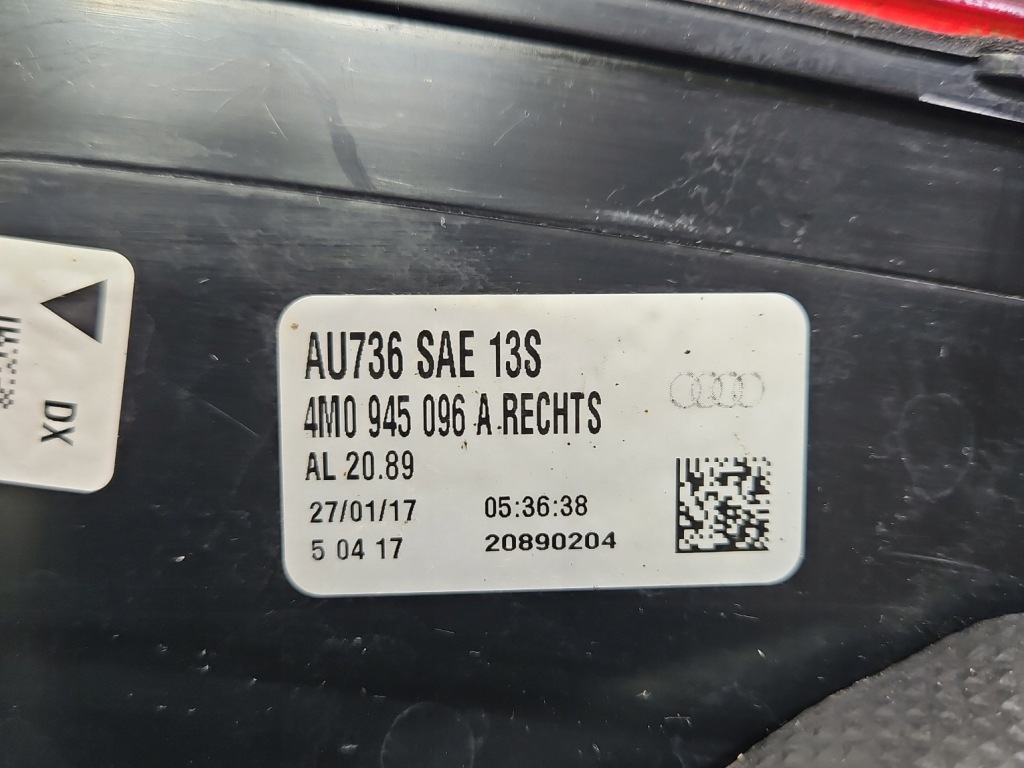 AU736 SAE 13S
4M0 945 096 A RECHTS
AL 20.89
27/01/17 05:36:38
5 04 17 20890204
DX